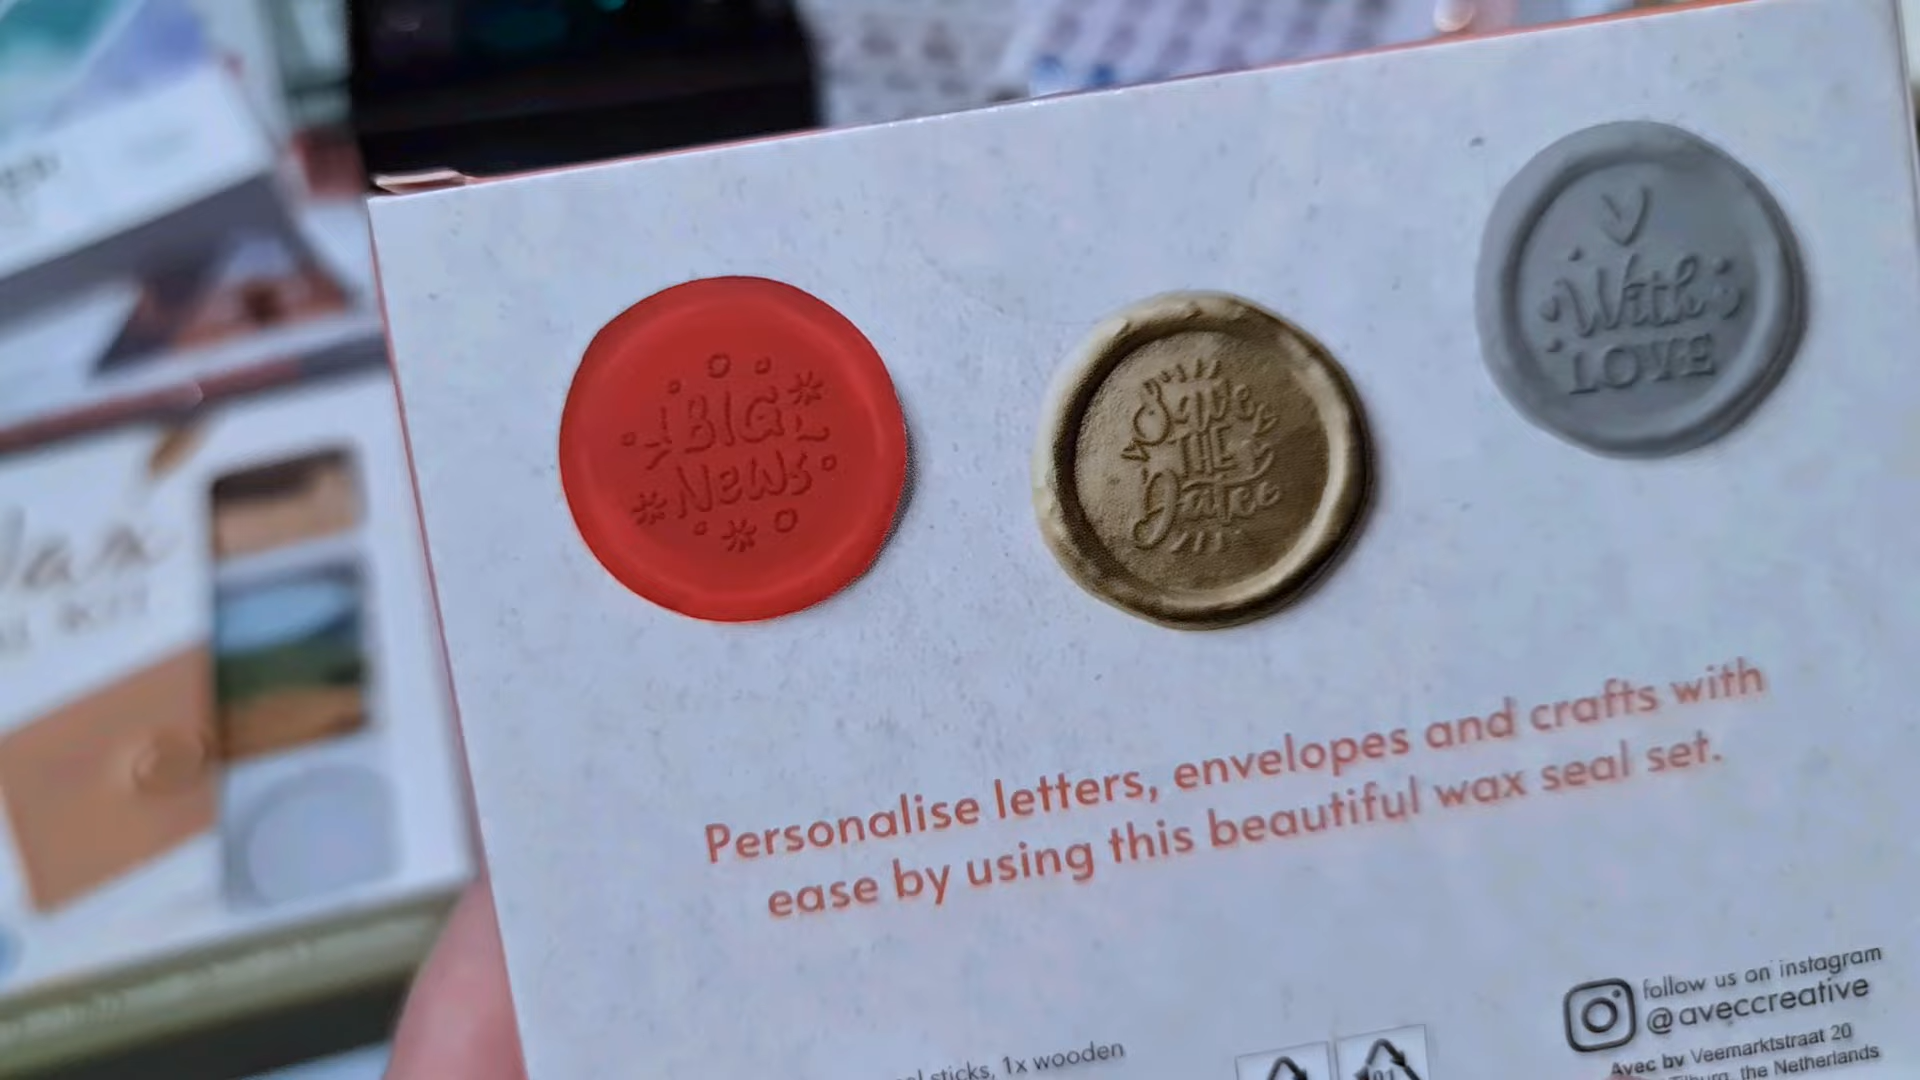 BIG
News
Save
THE
Date
With
LOVE
Personalise letters, envelopes and crafts with
ease by using this beautiful wax seal set.
follow us on instagram
@aveccreative
Avec bv Veemarktstraat 20
the Netherlands
sticks, 1x wooden